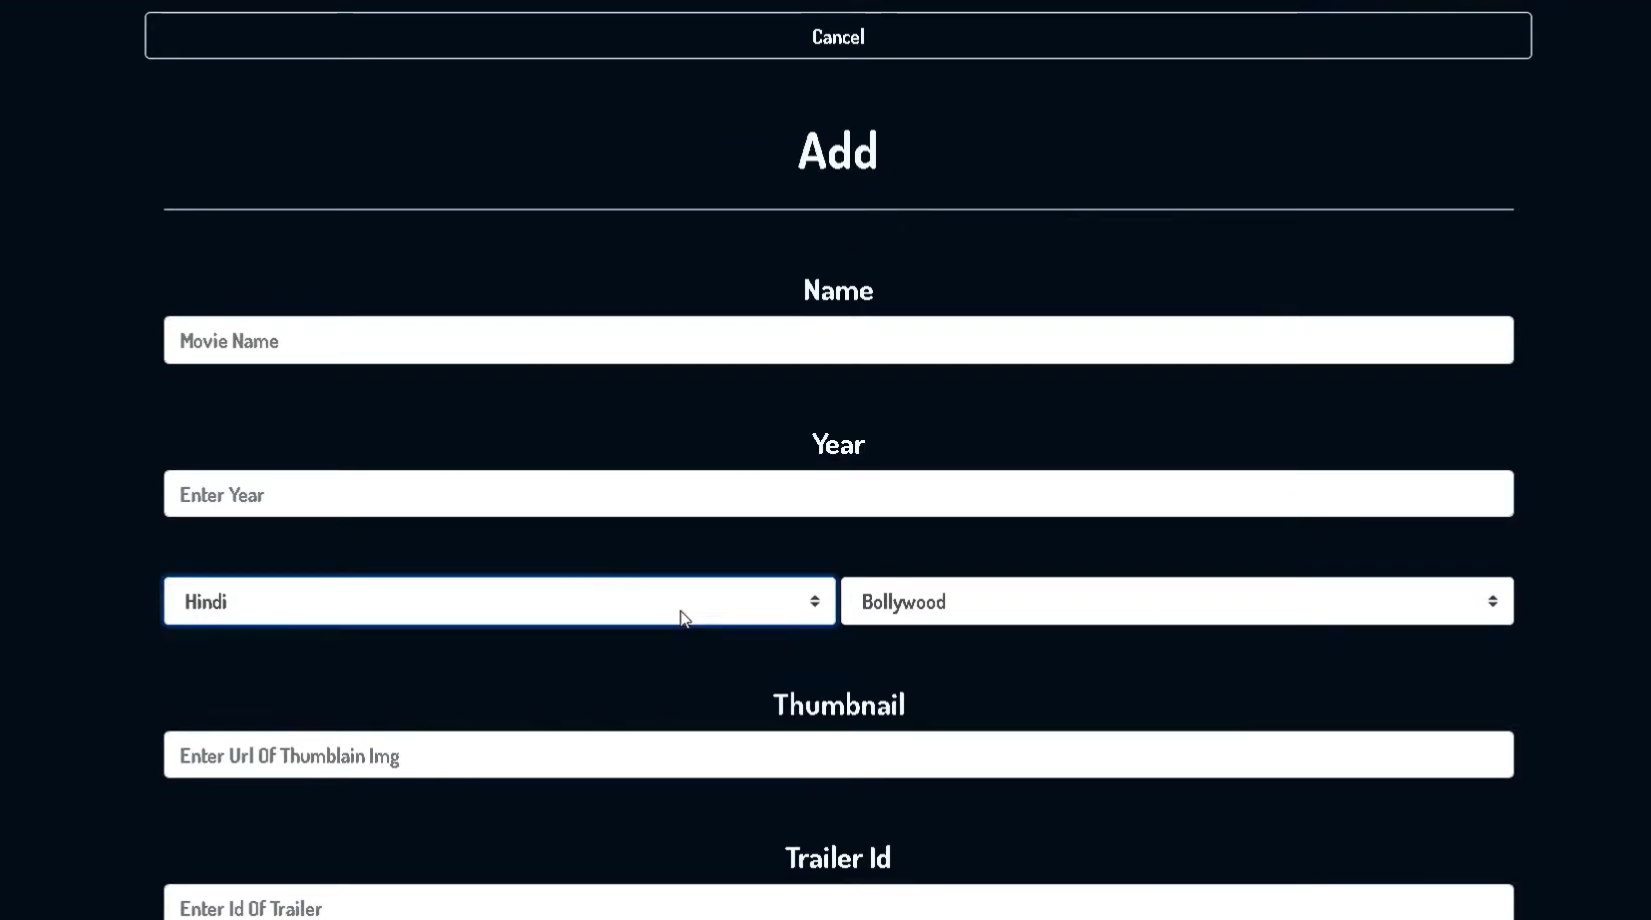 Cancel
Add
Name
Movie Name
Year
Enter Year
Hindi
Bollywood
Thumbnail
Enter Url Of Thumblain Img
Trailer Id
Enter Id Of Trailer